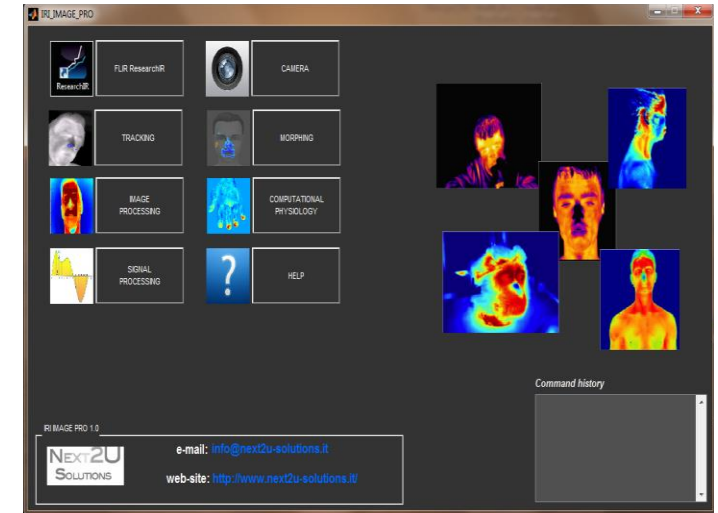 IRI_IMAGE_PRO
ResearchIR
FLIR ResearchIR
CAMERA
TRACKING
MORPHING
IMAGE
PROCESSING
COMPUTATIONAL
PHYSIOLOGY
SIGNAL
PROCESSING
?
HELP
Command history
IRI IMAGE PRO 1.0
NEXT2U
SOLUTIONS
e-mail: info@next2u-solutions.it
web-site: http://www.next2u-solutions.it/